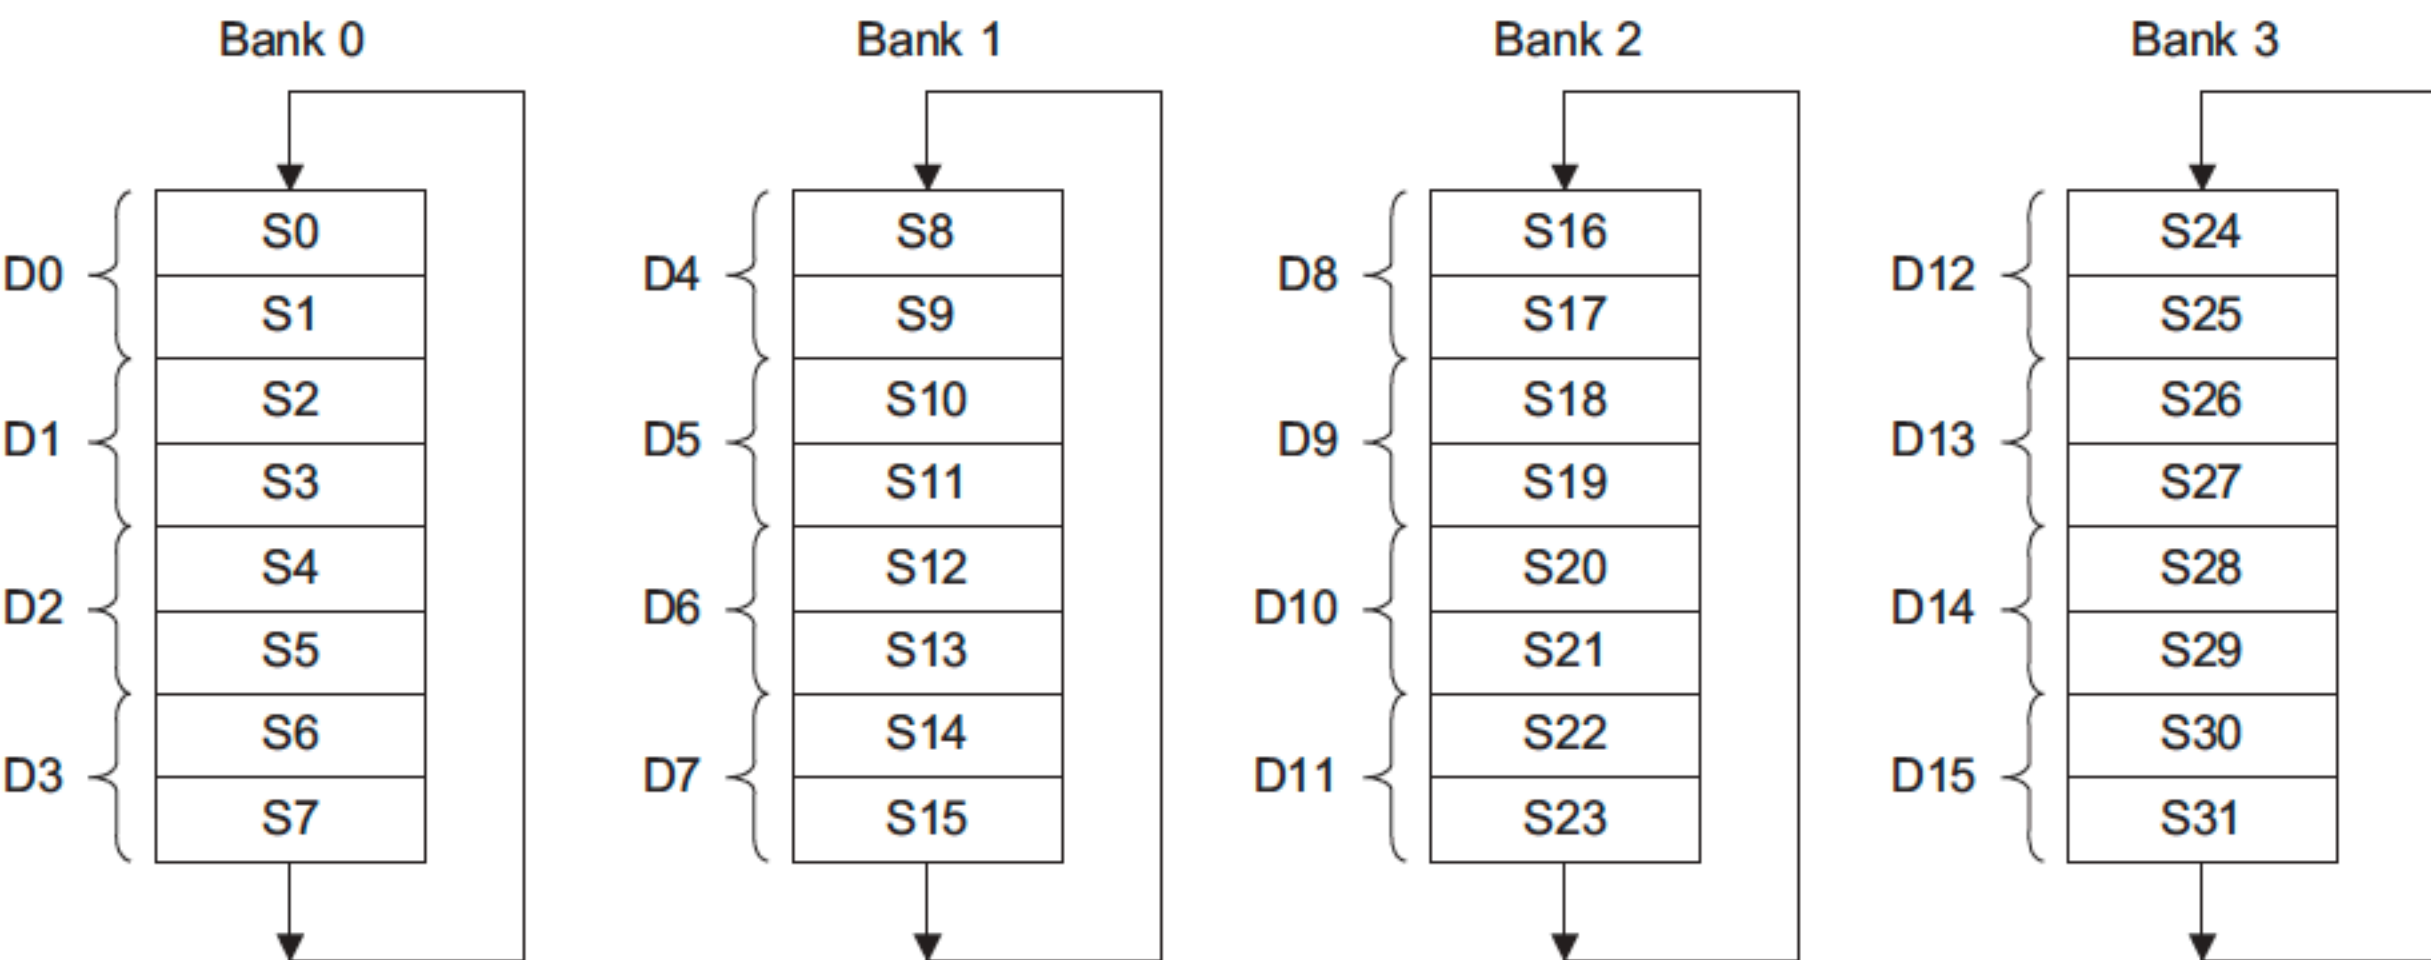 Bank 0 Bank 1 Bank 2 Bank 3
S0 S8 S16 S24
D0 D4 D8 D12
S1 S9 S17 S25
S2 S10 S18 S26
D1 D5 D9 D13
S3 S11 S19 S27
S4 S12 S20 S28
D2 D6 D10 D14
S5 S13 S21 S29
S6 S14 S22 S30
D3 D7 D11 D15
S7 S15 S23 S31